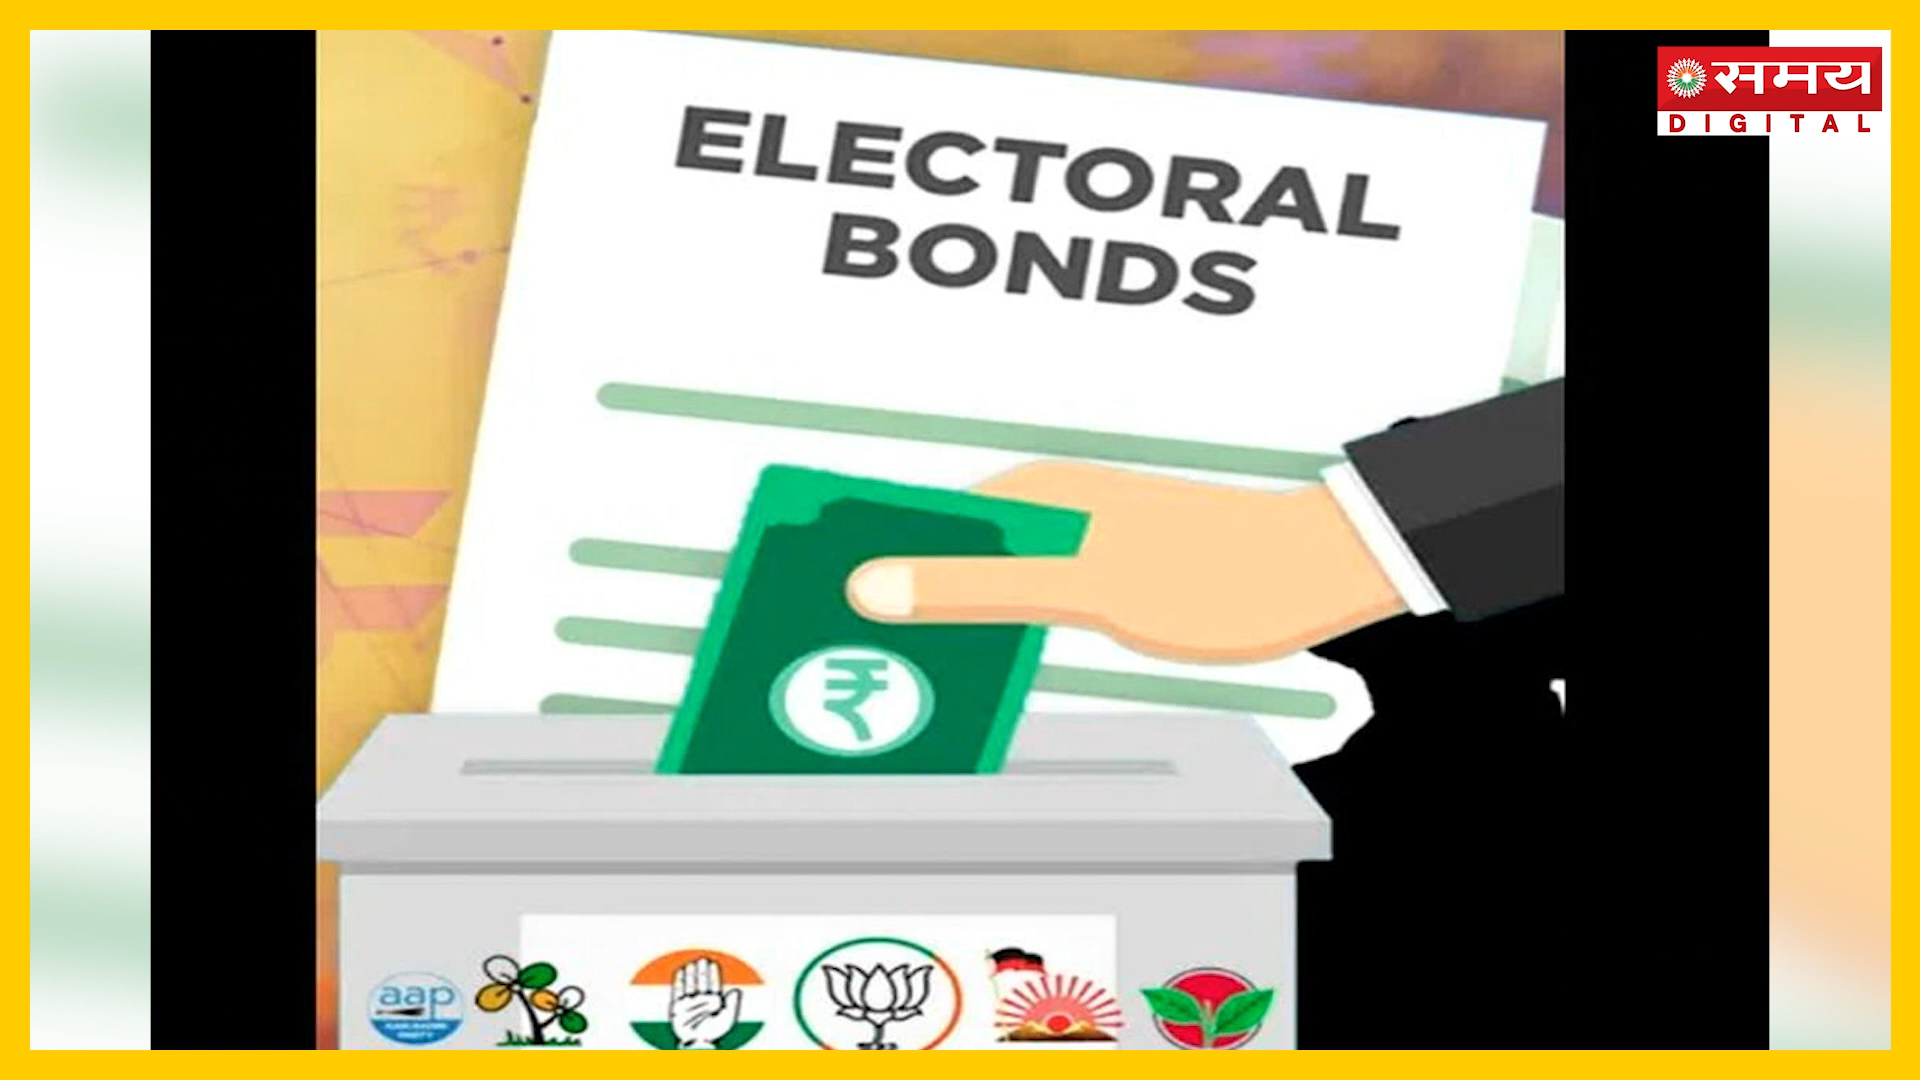 समय
DIGITAL
ELECTORAL
BONDS
₹
aap